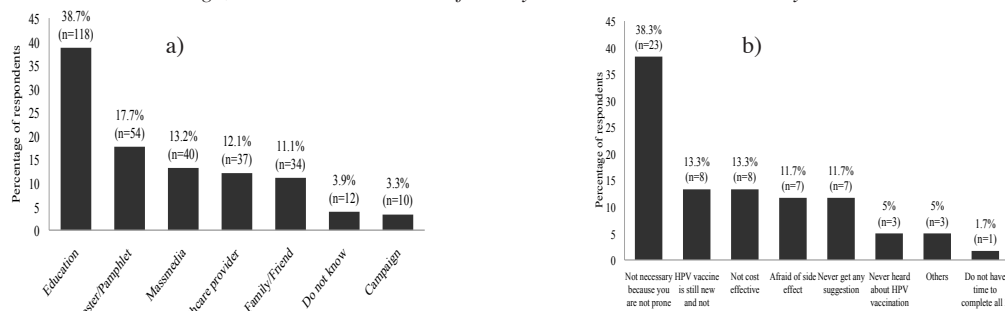 a)
Percentage of respondents
45
40
35
30
25
20
15
10
5
0
38.7%
(n=118)
17.7%
(n=54)
13.2%
(n=40)
12.1%
(n=37)
11.1%
(n=34)
3.9%
(n=12)
3.3%
(n=10)
Education
ster/Pamphlet
Massmedia
hcare provider
Family/Friend
Do not know
Campaign
b)
Percentage of respondents
45
40
35
30
25
20
15
10
5
0
38.3%
(n=23)
13.3%
(n=8)
13.3%
(n=8)
11.7%
(n=7)
11.7%
(n=7)
5%
(n=3)
5%
(n=3)
1.7%
(n=1)
Not necessary
because you
are not prone
HPV vaccine
is still new
and not
Not cost
effective
Afraid of side
effect
Never get any
suggestion
Never heard
about HPV
vaccination
Others
Do not have
time to
complete all